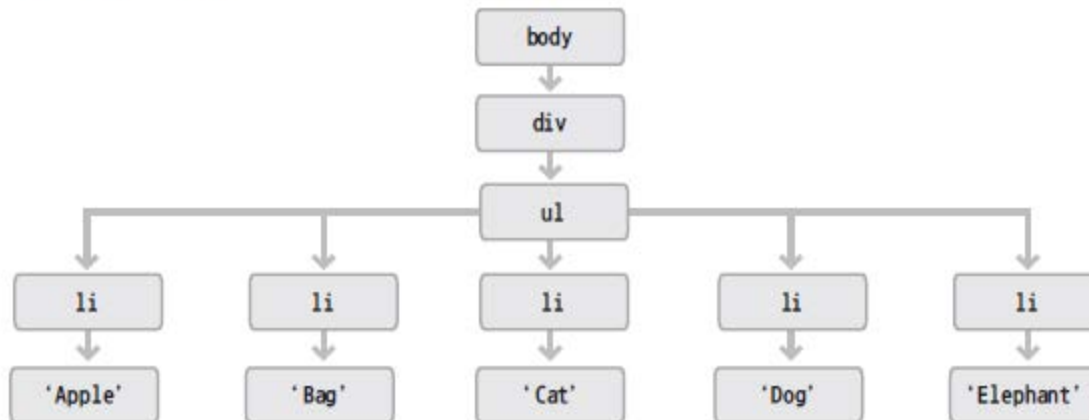 body
div
ul
li li li li li
‘Apple’ ‘Bag’ ‘Cat’ ‘Dog’ ‘Elephant’